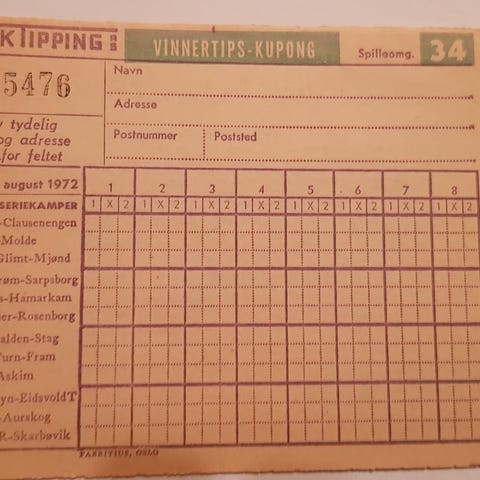 K TIPPING AS
VINNERTIPS-KUPONG Spilleomg. 34
5476
Navn
Adresse
Postnummer Poststed
tydelig
og adresse
for feltet
august 1972 1 2 3 4 5 6 7 8
SERIEKAMPER 1 X 2 1 X 2 1 X 2 1 X 2 1 X 2 1 X 2 1 X 2 1 X 2
-Clausenengen
-Molde
Glimt-Mjønd
røm-Sarpsborg
s-Hamarkam
er-Rosenborg
alden-Stag
urn-Fram
Askim
yn-EidsvoldT
-Aurskog
R-Skarbøvik
FABRITIUS, OSLO